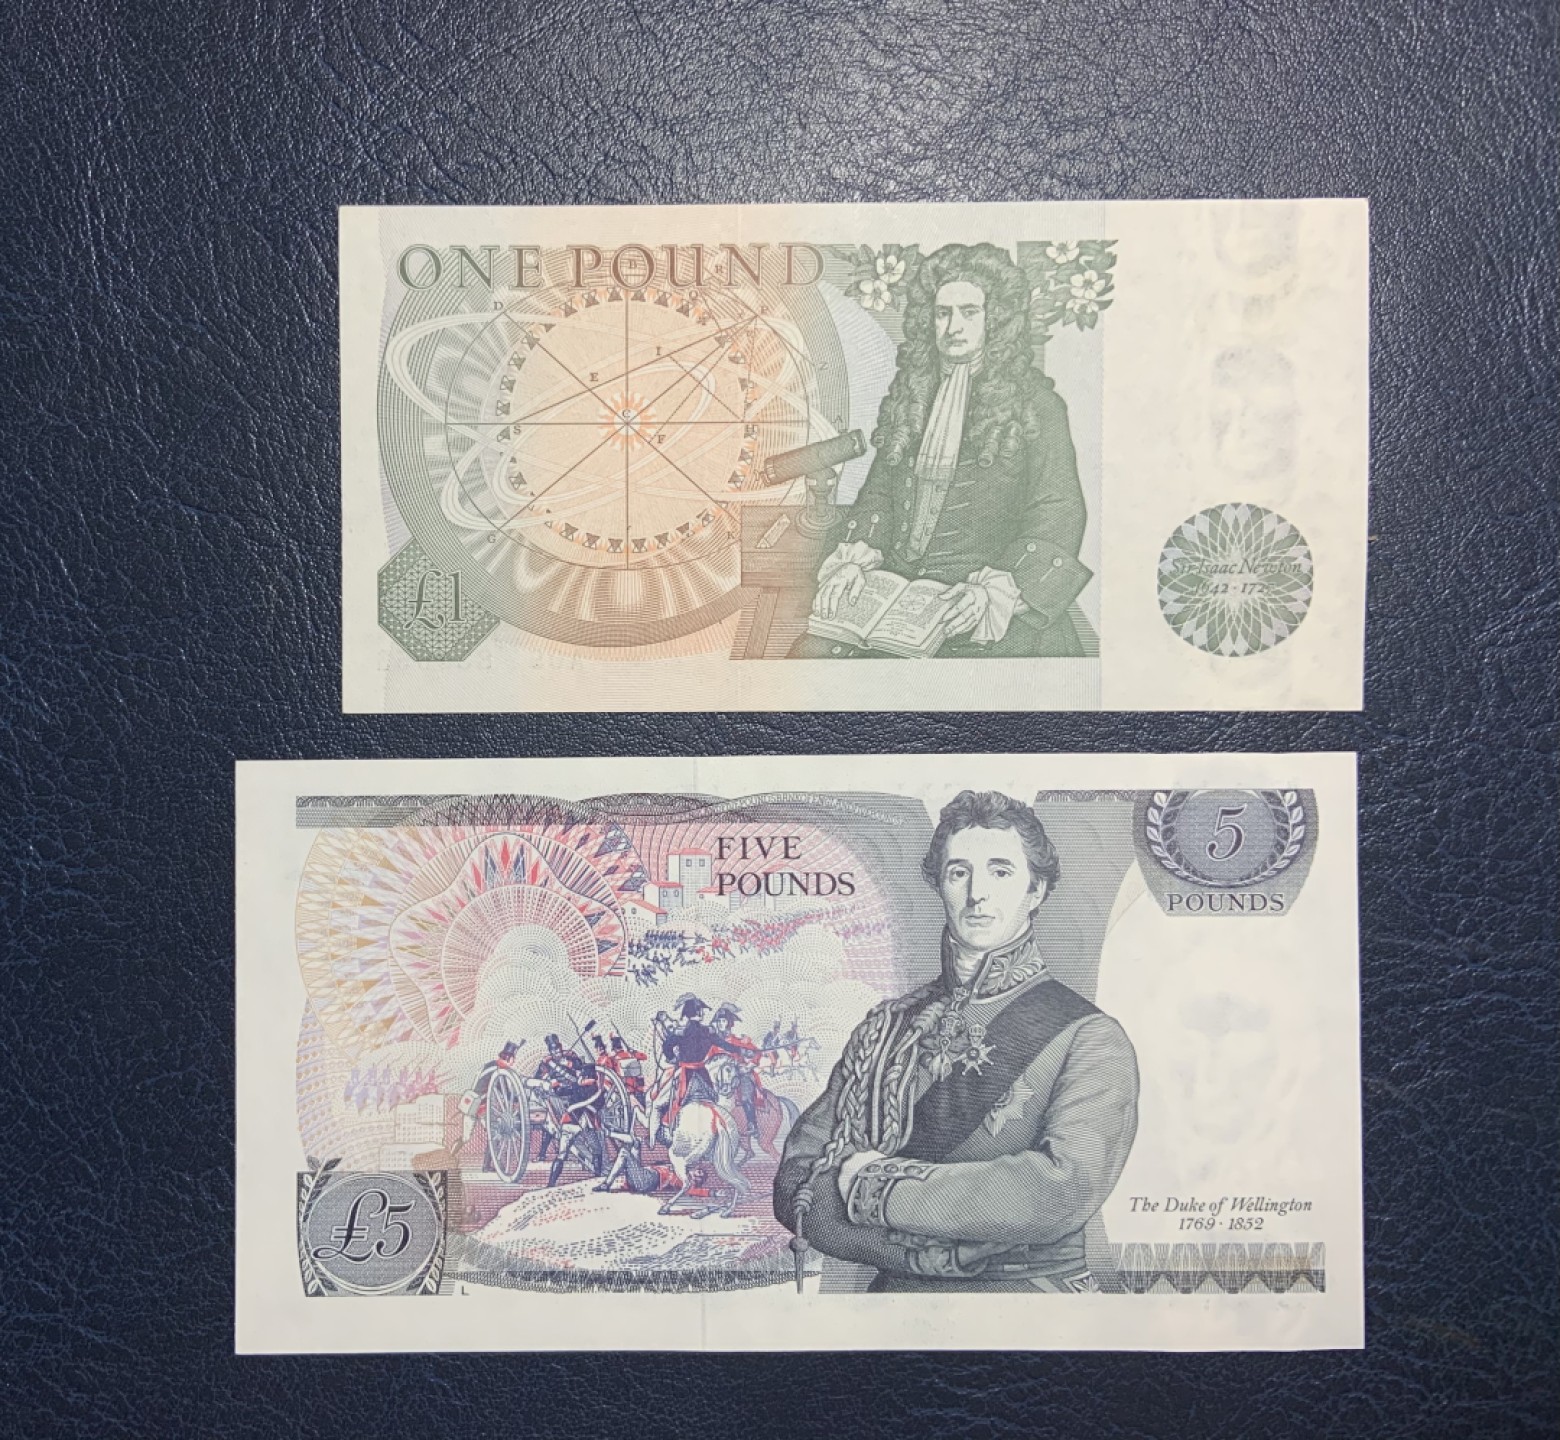 ONE POUND
£1
Sir Isaac Newton
FIVE
POUNDS
5
POUNDS
The Duke of Wellington
1769 · 1852
£5
L